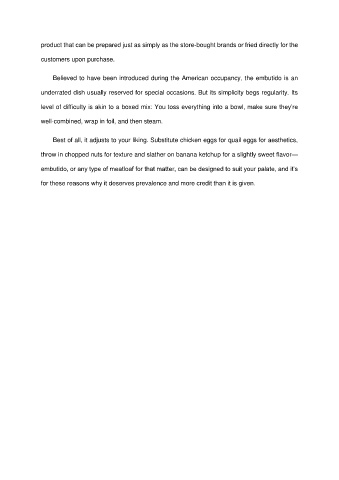 product that can be prepared just as simply as the store-bought brands or fried directly for the
customers upon purchase.
Believed to have been introduced during the American occupancy, the embutido is an
underrated dish usually reserved for special occasions. But its simplicity begs regularity. Its
level of difficulty is akin to a boxed mix: You toss everything into a bowl, make sure they're
well-combined, wrap in foil, and then steam.
Best of all, it adjusts to your liking. Substitute chicken eggs for quail eggs for aesthetics,
throw in chopped nuts for texture and slather on banana ketchup for a slightly sweet flavor—
embutido, or any type of meatloaf for that matter, can be designed to suit your palate, and it's
for these reasons why it deserves prevalence and more credit than it is given.